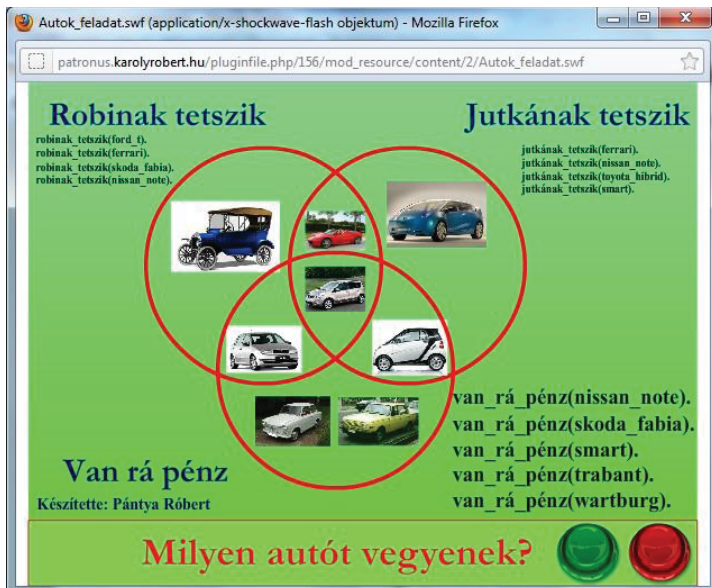 Autok_feladat.swf (application/x-shockwave-flash objektum) - Mozilla Firefox
patronus.karolyrobert.hu/pluginfile.php/156/mod_resource/content/2/Autok_feladat.swf
Robinak tetszik
robinak_tetszik(ford_t).
robinak_tetszik(ferrari).
robinak_tetszik(skoda_fabia).
robinak_tetszik(nissan_note).
Jutkának tetszik
jutkának_tetszik(ferrari).
jutkának_tetszik(nissan_note).
jutkának_tetszik(toyota_hibrid).
jutkának_tetszik(smart).
van_rá_pénz(nissan_note).
van_rá_pénz(skoda_fabia).
van_rá_pénz(smart).
van_rá_pénz(trabant).
van_rá_pénz(wartburg).
Van rá pénz
Készítette: Pántya Róbert
Milyen autót vegyenek?